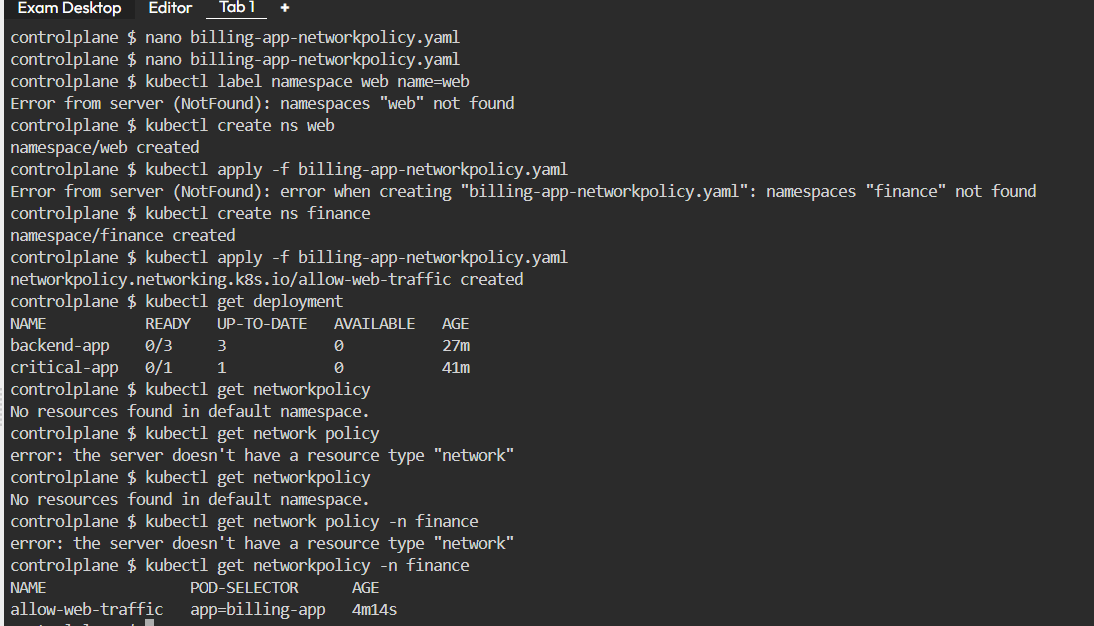 Exam Desktop Editor Tab 1 +
controlplane $ nano billing-app-networkpolicy.yaml
controlplane $ nano billing-app-networkpolicy.yaml
controlplane $ kubectl label namespace web name=web
Error from server (NotFound): namespaces "web" not found
controlplane $ kubectl create ns web
namespace/web created
controlplane $ kubectl apply -f billing-app-networkpolicy.yaml
Error from server (NotFound): error when creating "billing-app-networkpolicy.yaml": namespaces "finance" not found
controlplane $ kubectl create ns finance
namespace/finance created
controlplane $ kubectl apply -f billing-app-networkpolicy.yaml
networkpolicy.networking.k8s.io/allow-web-traffic created
controlplane $ kubectl get deployment
NAME READY UP-TO-DATE AVAILABLE AGE
backend-app 0/3 3 0 27m
critical-app 0/1 1 0 41m
controlplane $ kubectl get networkpolicy
No resources found in default namespace.
controlplane $ kubectl get network policy
error: the server doesn't have a resource type "network"
controlplane $ kubectl get networkpolicy
No resources found in default namespace.
controlplane $ kubectl get network policy -n finance
error: the server doesn't have a resource type "network"
controlplane $ kubectl get networkpolicy -n finance
NAME POD-SELECTOR AGE
allow-web-traffic app=billing-app 4m14s